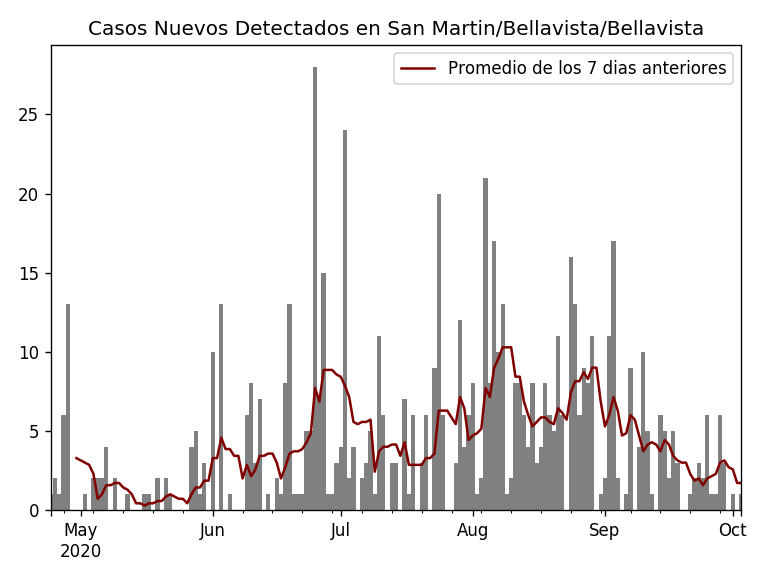 Casos Nuevos Detectados en San Martin/Bellavista/Bellavista
Promedio de los 7 dias anteriores
25
20
15
10
5
0
May Jun Jul Aug Sep Oct
2020